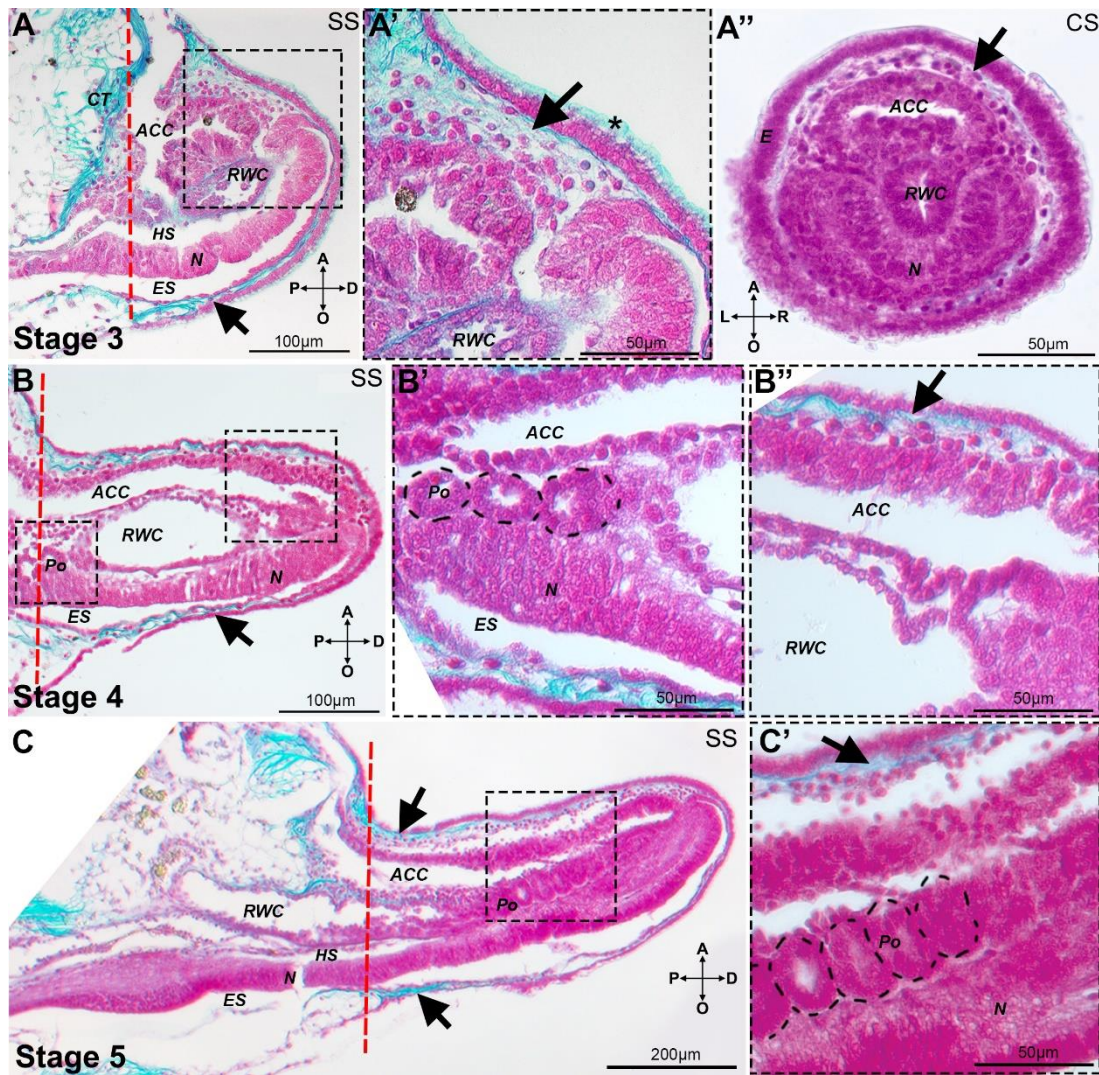 A
SS
CT
ACC
RWC
HS
N
ES
A
P
D
O
Stage 3
100µm
A'
*
RWC
50µm
A"
CS
ACC
E
RWC
N
A
L
R
O
50µm
B
SS
ACC
RWC
Po
N
ES
A
P
D
O
Stage 4
100µm
B'
ACC
Po
N
ES
50µm
B"
ACC
RWC
50µm
C
SS
ACC
RWC
Po
HS
N
ES
A
P
D
O
Stage 5
200µm
C'
Po
N
50µm